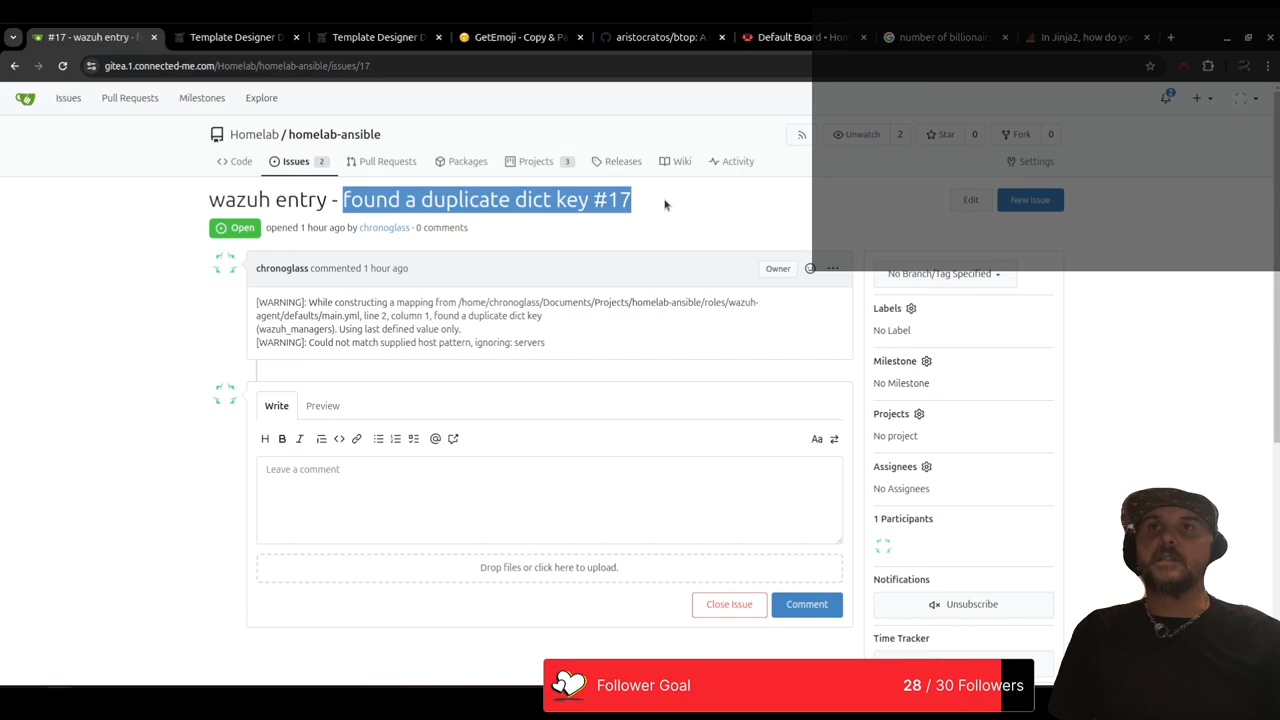 #17 - wazuh entry - f
Template Designer D
Template Designer D
GetEmoji - Copy & Pa
aristocratos/btop: A
Default Board - Hom
number of billionair
In Jinja2, how do you
gitea.1.connected-me.com/Homelab/homelab-ansible/issues/17
Issues
Pull Requests
Milestones
Explore
2
Homelab / homelab-ansible
Unwatch 2
Star 0
Fork 0
Code
Issues 2
Pull Requests
Packages
Projects 3
Releases
Wiki
Activity
Settings
wazuh entry - found a duplicate dict key #17
Edit
New Issue
Open
opened 1 hour ago by chronoglass · 0 comments
chronoglass commented 1 hour ago
Owner
[WARNING]: While constructing a mapping from /home/chronoglass/Documents/Projects/homelab-ansible/roles/wazuh-
agent/defaults/main.yml, line 2, column 1, found a duplicate dict key
(wazuh_managers). Using last defined value only.
[WARNING]: Could not match supplied host pattern, ignoring: servers
Write
Preview
H B I
Aa
Leave a comment
Drop files or click here to upload.
Close Issue
Comment
No Branch/Tag Specified
Labels
No Label
Milestone
No Milestone
Projects
No project
Assignees
No Assignees
1 Participants
Notifications
Unsubscribe
Time Tracker
Follower Goal
28 / 30 Followers